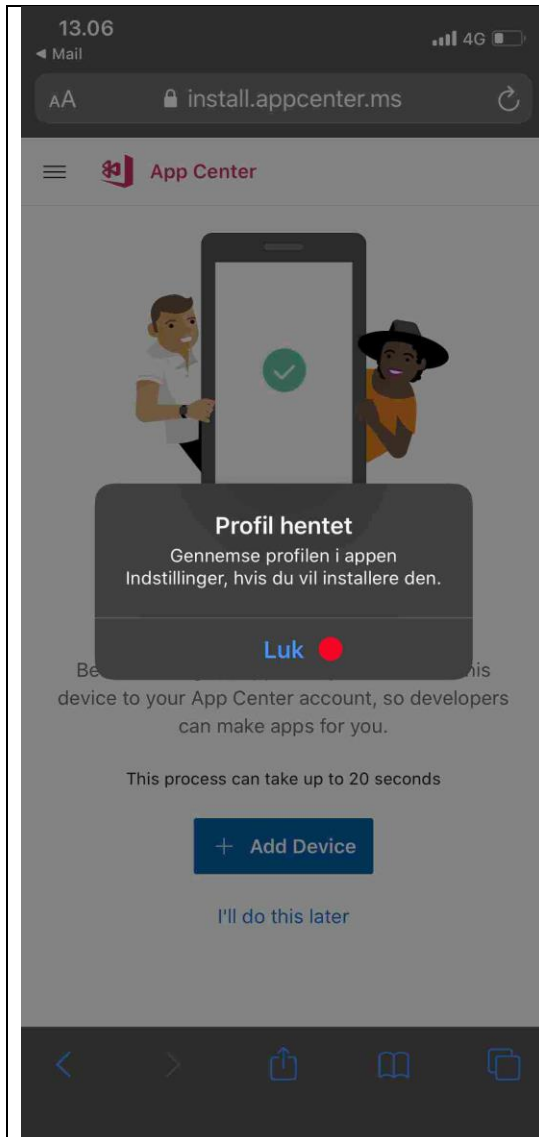 13.06
◀ Mail
4G
AA
install.appcenter.ms
App Center
Profil hentet
Gennemse profilen i appen
Indstillinger, hvis du vil installere den.
Luk
Be his
device to your App Center account, so developers
can make apps for you.
This process can take up to 20 seconds
+ Add Device
I'll do this later